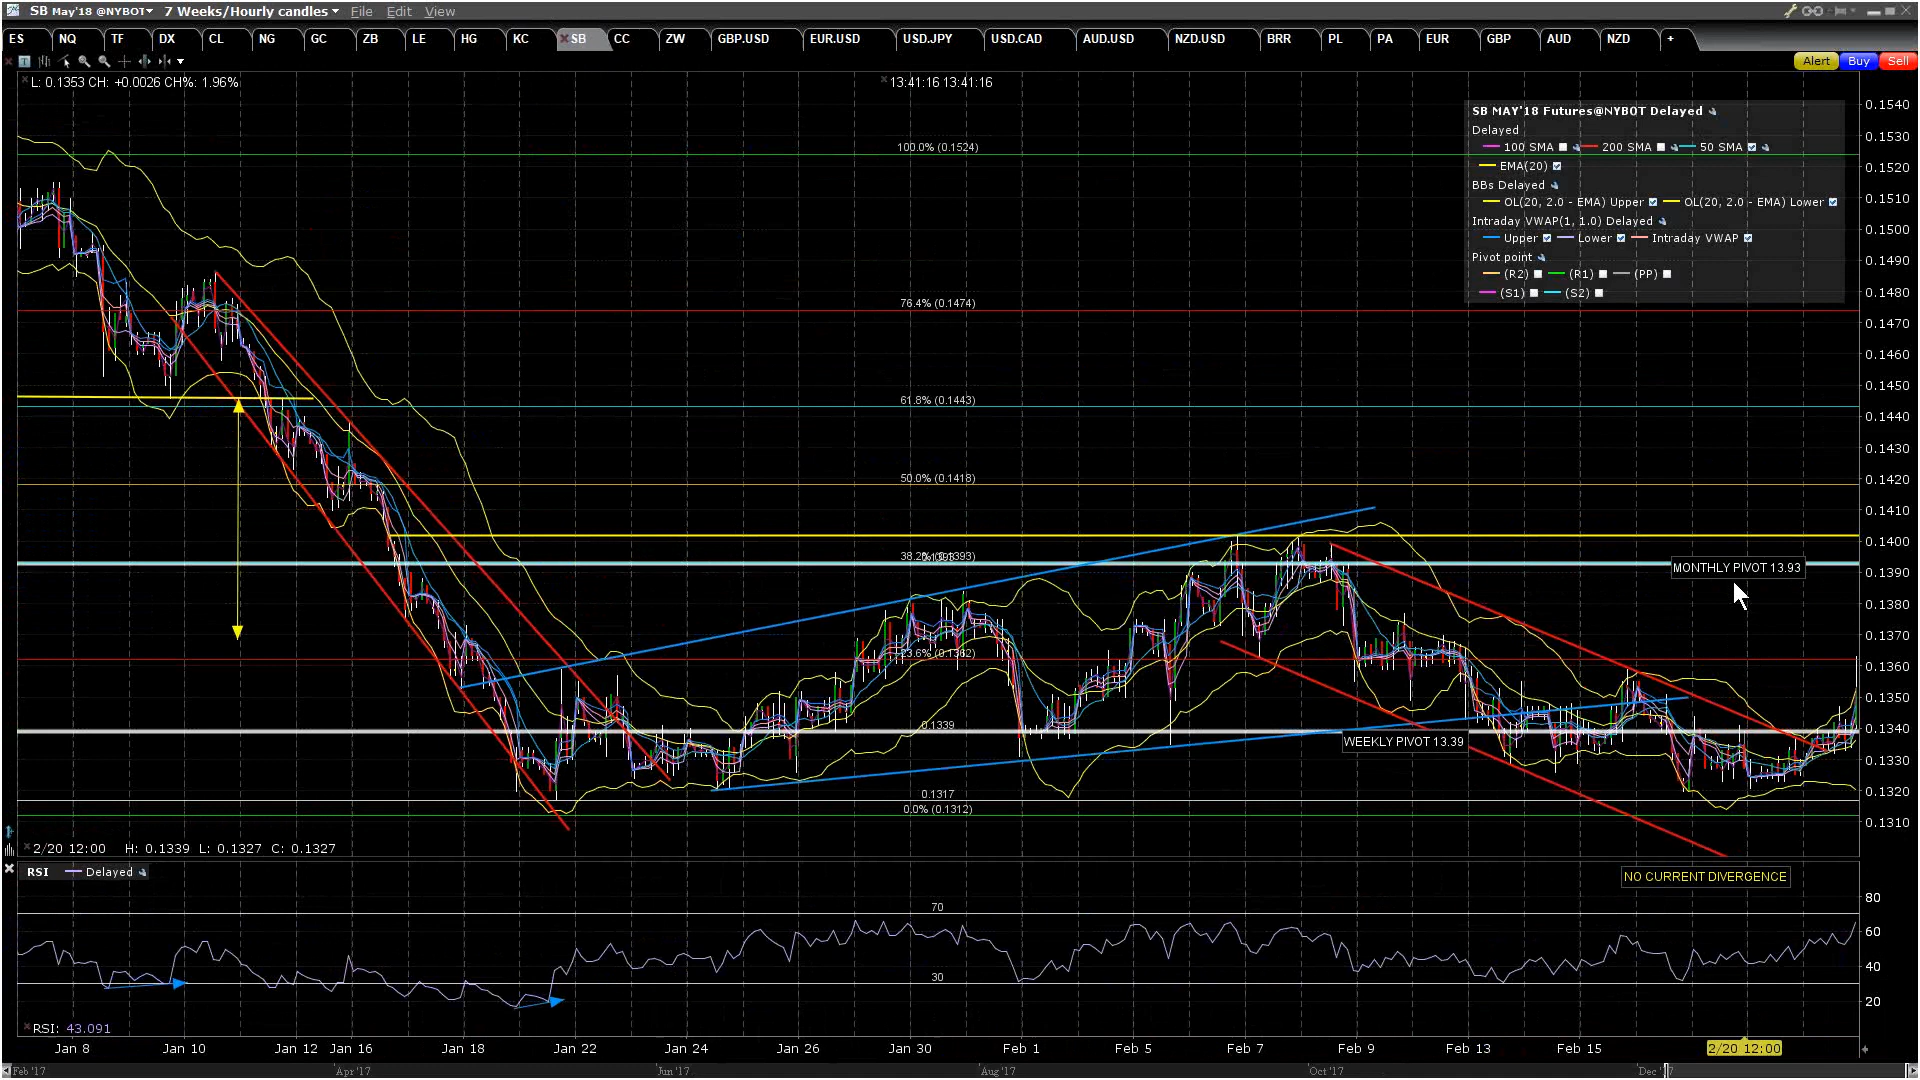 SB May'18 @NYBOT 7 Weeks/Hourly candles File Edit View
ES NQ TF DX CL NG GC ZB LE HG KC SB CC ZW GBP.USD EUR.USD USD.JPY USD.CAD AUD.USD NZD.USD BRR PL PA EUR GBP AUD NZD +
Alert Buy Sell
L: 0.1353 CH: +0.0026 CH%: 1.96%
13:41:16 13:41:16
SB MAY'18 Futures@NYBOT Delayed
Delayed
100 SMA 200 SMA 50 SMA
EMA(20)
BBs Delayed
OL(20, 2.0 - EMA) Upper OL(20, 2.0 - EMA) Lower
Intraday VWAP(1, 1.0) Delayed
Upper Lower Intraday VWAP
Pivot point
(R2) (R1) (PP)
(S1) (S2)
0.1540
0.1530
0.1520
0.1510
0.1500
0.1490
0.1480
0.1470
0.1460
0.1450
0.1440
0.1430
0.1420
0.1410
0.1400
0.1390
0.1380
0.1370
0.1360
0.1350
0.1340
0.1330
0.1320
0.1310
100.0% (0.1524)
76.4% (0.1474)
61.8% (0.1443)
50.0% (0.1418)
MONTHLY PIVOT 13.93
23.6% (0.1362)
0.1339
WEEKLY PIVOT 13.39
0.1317
0.0% (0.1312)
2/20 12:00 H: 0.1339 L: 0.1327 C: 0.1327
RSI Delayed
NO CURRENT DIVERGENCE
70
30
80
60
40
20
RSI: 43.091
Jan 8 Jan 10 Jan 12 Jan 16 Jan 18 Jan 22 Jan 24 Jan 26 Jan 30 Feb 1 Feb 5 Feb 7 Feb 9 Feb 13 Feb 15 2/20 12:00
Feb '17 Apr '17 Jun '17 Aug '17 Oct '17